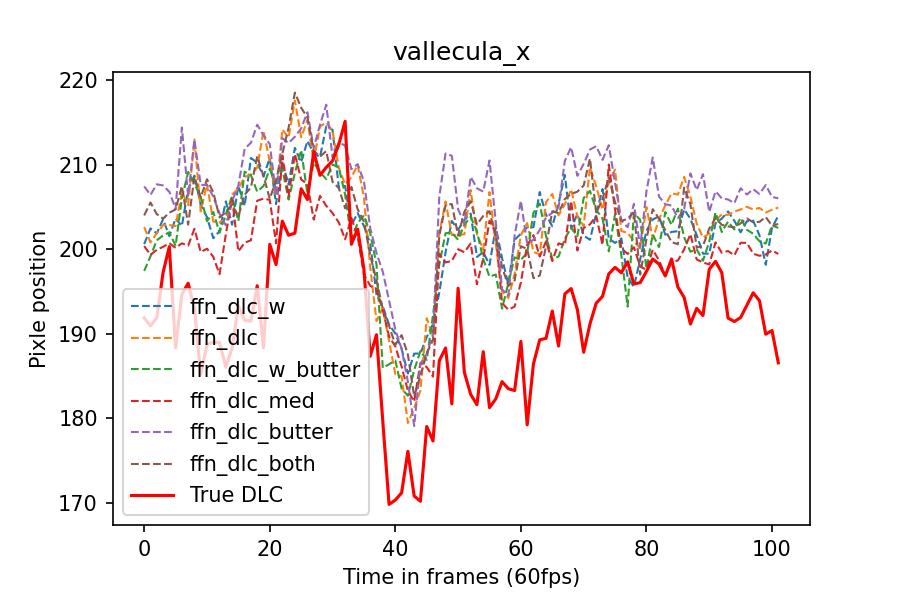 vallecula_x
220
210
200
190
180
170
Pixle position
ffn_dlc_w
ffn_dlc
ffn_dlc_w_butter
ffn_dlc_med
ffn_dlc_butter
ffn_dlc_both
True DLC
0 20 40 60 80 100
Time in frames (60fps)